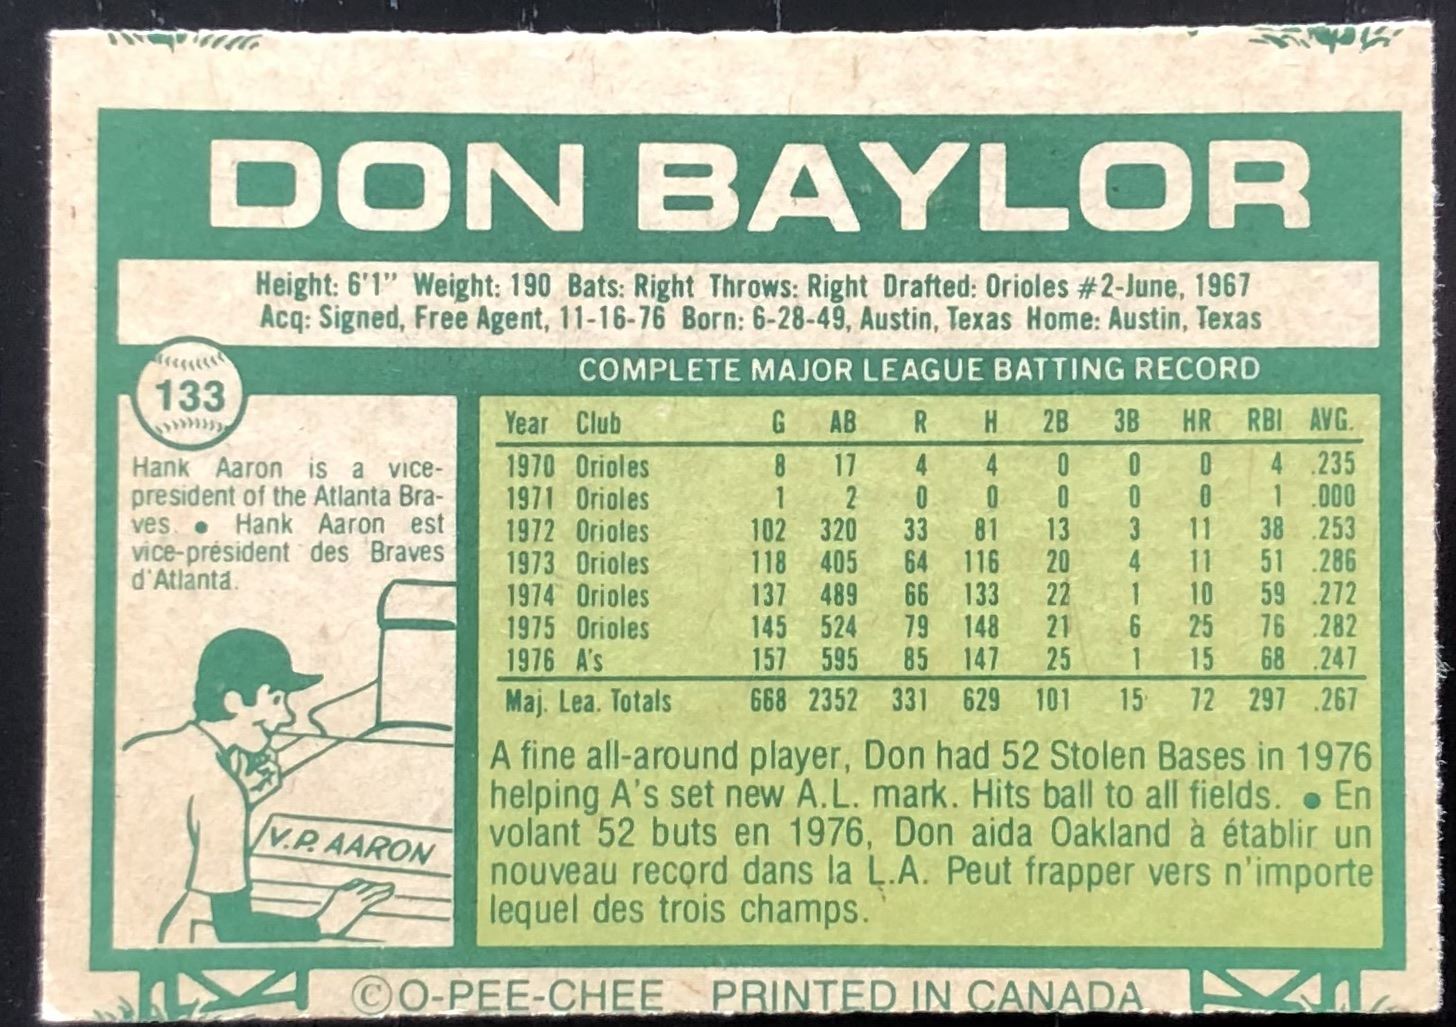 DON BAYLOR
Height: 6'1" Weight: 190 Bats: Right Throws: Right Drafted: Orioles #2-June, 1967
Acq: Signed, Free Agent, 11-16-76 Born: 6-28-49, Austin, Texas Home: Austin, Texas
133
Hank Aaron is a vice-
president of the Atlanta Bra-
ves. ● Hank Aaron est
vice-président des Braves
d'Atlanta.
V.P. AARON
COMPLETE MAJOR LEAGUE BATTING RECORD
Year Club G AB R H 2B 3B HR RBI AVG.
1970 Orioles 8 17 4 4 0 0 0 4 .235
1971 Orioles 1 2 0 0 0 0 0 1 .000
1972 Orioles 102 320 33 81 13 3 11 38 .253
1973 Orioles 118 405 64 116 20 4 11 51 .286
1974 Orioles 137 489 66 133 22 1 10 59 .272
1975 Orioles 145 524 79 148 21 6 25 76 .282
1976 A's 157 595 85 147 25 1 15 68 .247
Maj. Lea. Totals 668 2352 331 629 101 15 72 297 .267
A fine all-around player, Don had 52 Stolen Bases in 1976
helping A's set new A.L. mark. Hits ball to all fields. ● En
volant 52 buts en 1976, Don aida Oakland à établir un
nouveau record dans la L.A. Peut frapper vers n'importe
lequel des trois champs.
©O-PEE-CHEE PRINTED IN CANADA